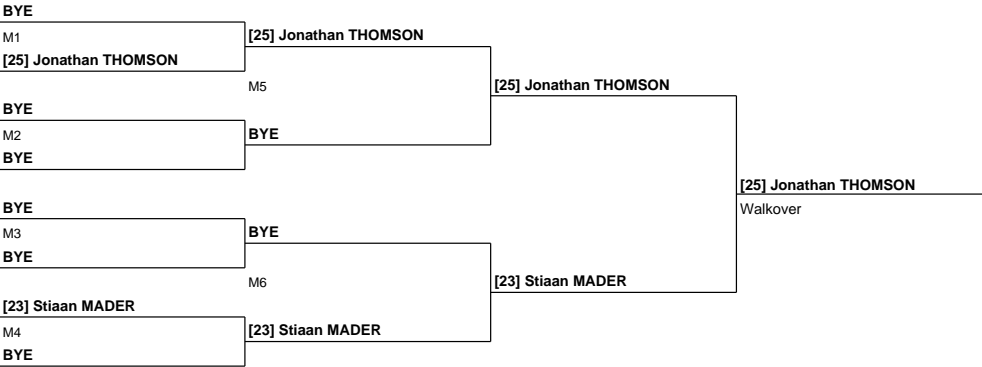 BYE
M1
[25] Jonathan THOMSON
[25] Jonathan THOMSON
M5
[25] Jonathan THOMSON
BYE
M2
BYE
BYE
[25] Jonathan THOMSON
Walkover
BYE
M3
BYE
BYE
M6
[23] Stiaan MADER
[23] Stiaan MADER
M4
[23] Stiaan MADER
BYE